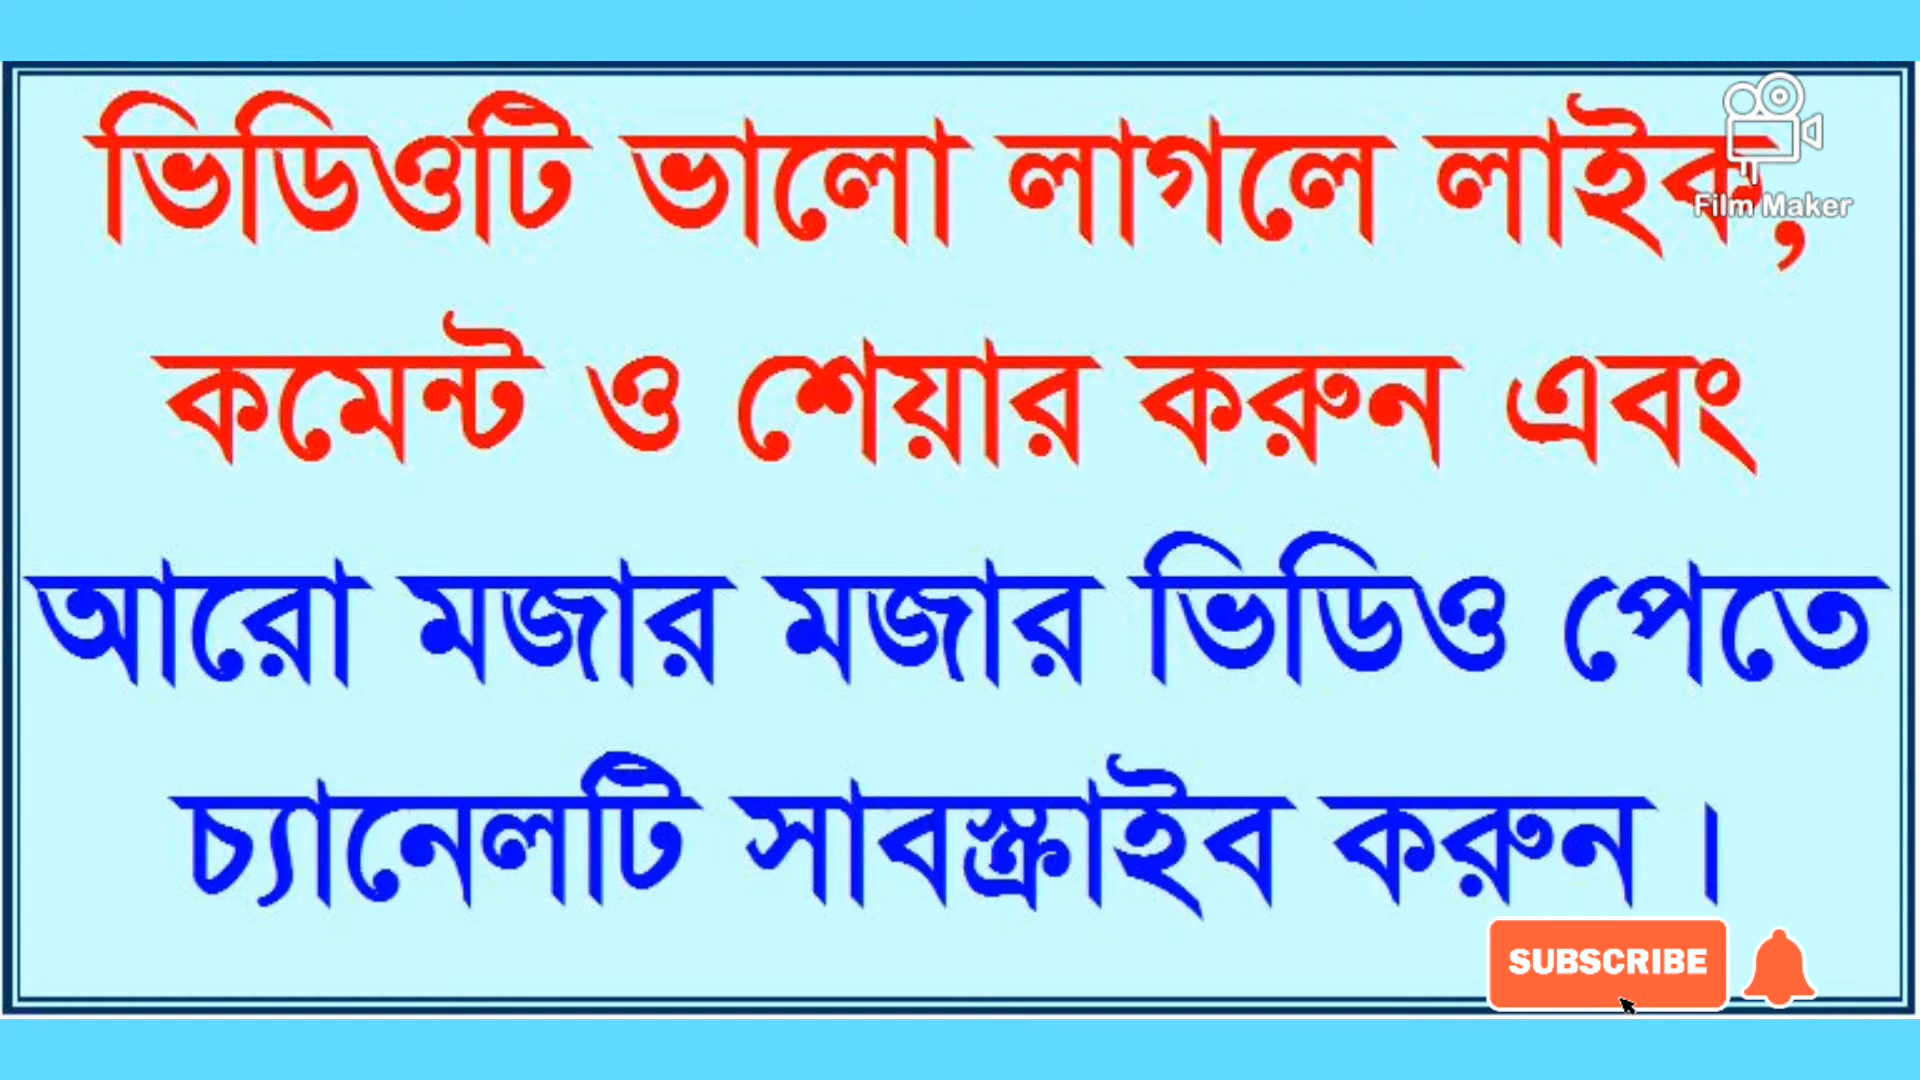 ভিডিওটি ভালো লাগলে লাইক,
Film Maker
কমেন্ট ও শেয়ার করুন এবং
আরো মজার মজার ভিডিও পেতে
চ্যানেলটি সাবস্ক্রাইব করুন।
SUBSCRIBE